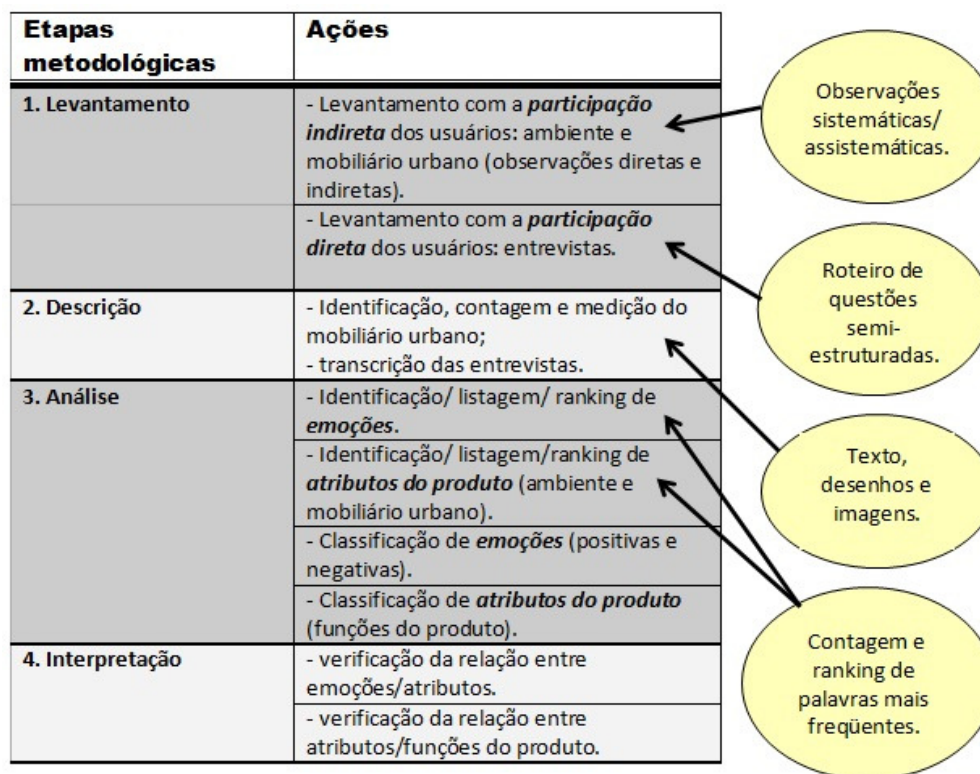 Etapas
metodológicas
Ações
1. Levantamento
- Levantamento com a participação
indireta dos usuários: ambiente e
mobiliário urbano (observações diretas e
indiretas).
- Levantamento com a participação
direta dos usuários: entrevistas.
2. Descrição
- Identificação, contagem e medição do
mobiliário urbano;
- transcrição das entrevistas.
3. Análise
- Identificação/ listagem/ ranking de
emoções.
- Identificação/ listagem/ranking de
atributos do produto (ambiente e
mobiliário urbano).
- Classificação de emoções (positivas e
negativas).
- Classificação de atributos do produto
(funções do produto).
4. Interpretação
- verificação da relação entre
emoções/atributos.
- verificação da relação entre
atributos/funções do produto.
Observações
sistemáticas/
assistemáticas.
Roteiro de
questões
semi-
estruturadas.
Texto,
desenhos e
imagens.
Contagem e
ranking de
palavras mais
freqüentes.